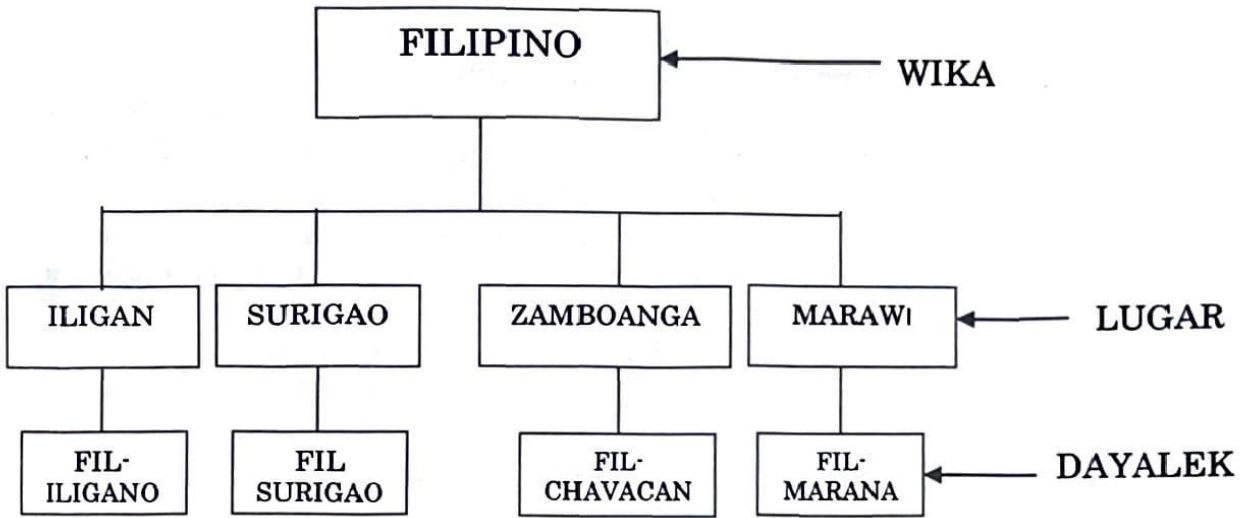 FILIPINO
WIKA
ILIGAN
SURIGAO
ZAMBOANGA
MARAWI
LUGAR
FIL-
ILIGANO
FIL
SURIGAO
FIL-
CHAVACAN
FIL-
MARANA
DAYALEK